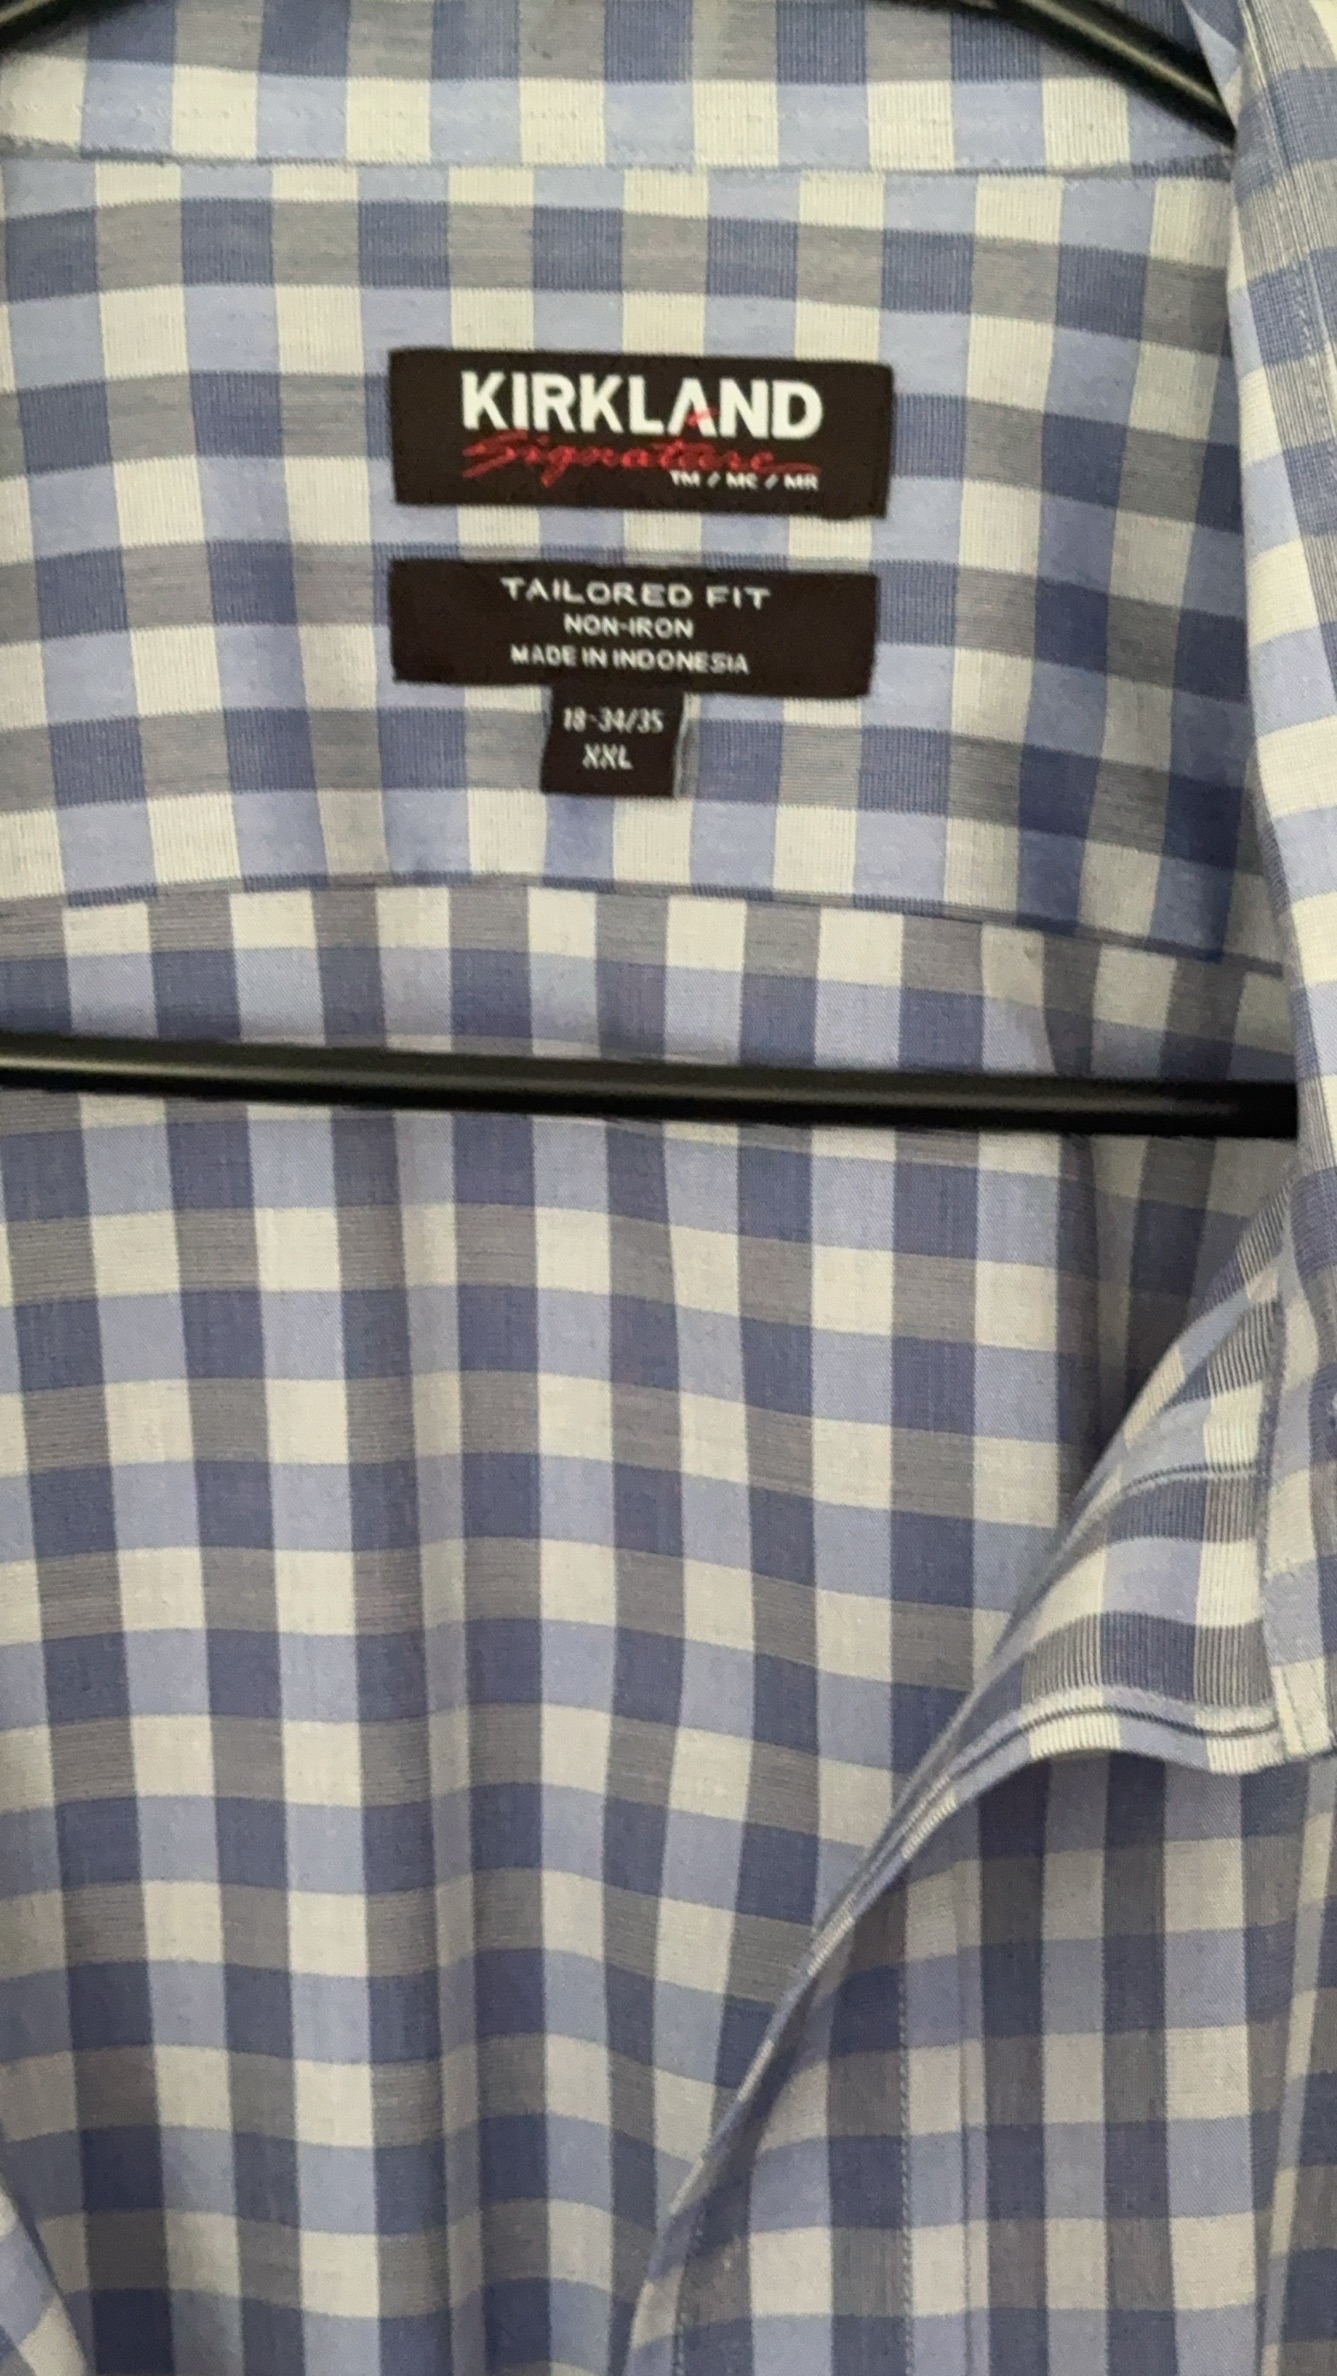 KIRKLAND
Signature
TM / MC / MR
TAILORED FIT
NON-IRON
MADE IN INDONESIA
18-34/35
XXL